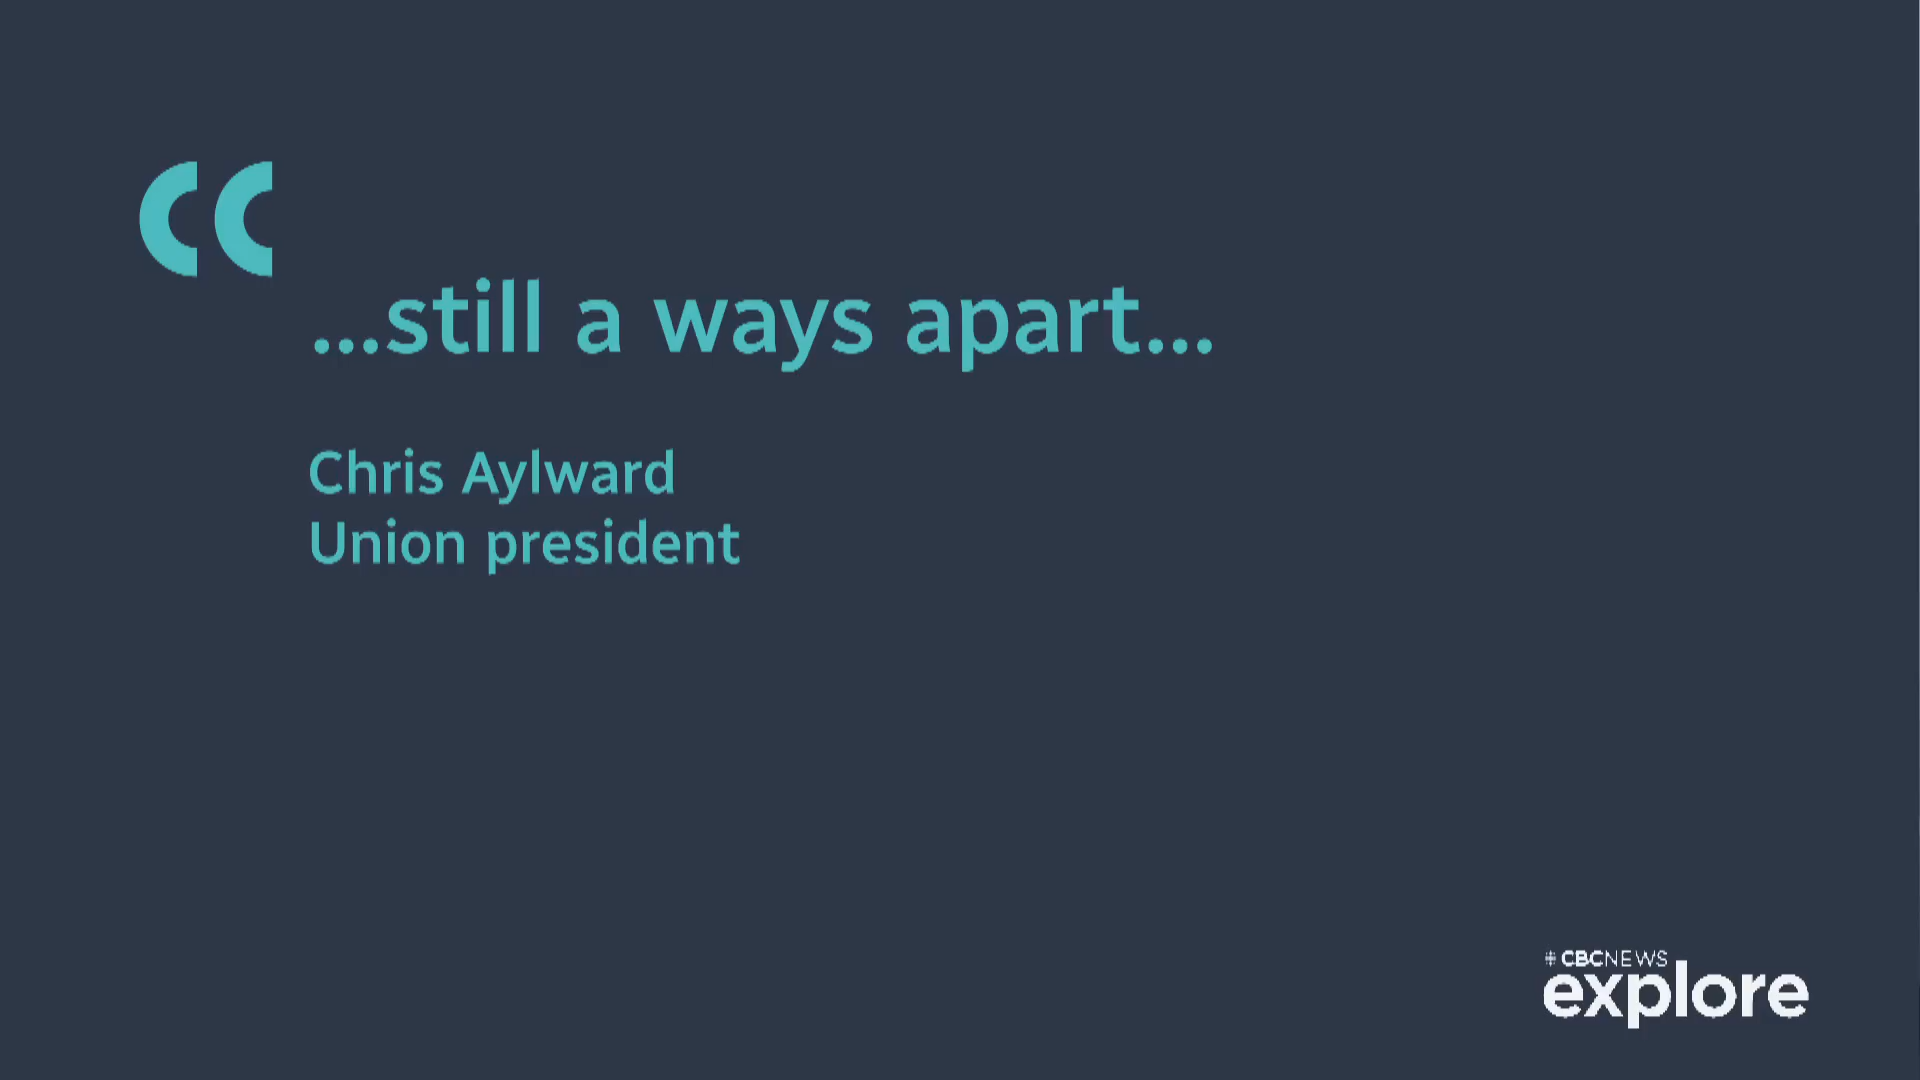 ...still a ways apart...
Chris Aylward
Union president
CBCNEWS
explore